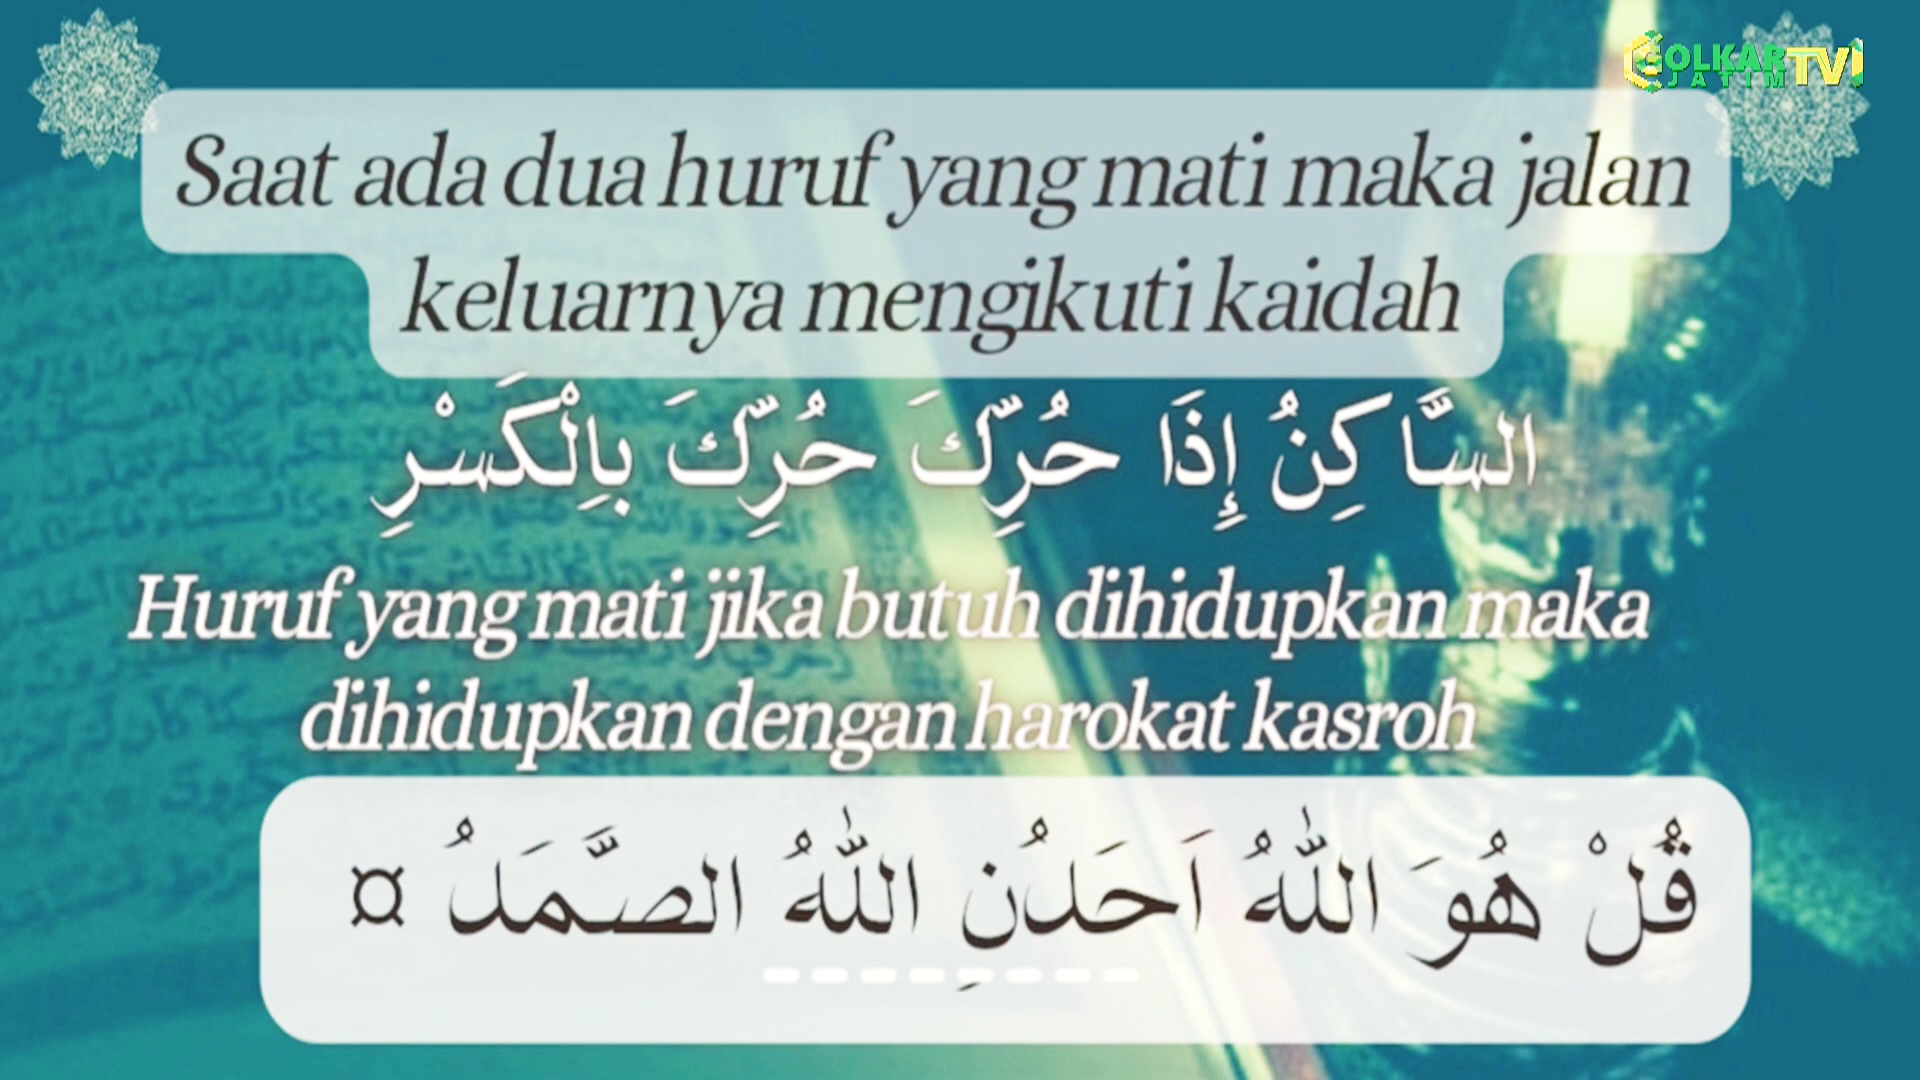 GOLKAR TV
JATIM
Saat ada dua huruf yang mati maka jalan
keluarnya mengikuti kaidah
السَّاكِنُ إِذَا حُرِّكَ حُرِّكَ بِالْكَسْرِ
Huruf yang mati jika butuh dihidupkan maka
dihidupkan dengan harokat kasroh
قُلْ هُوَ اللّٰهُ اَحَدُنِ اللّٰهُ الصَّمَدُ ¤